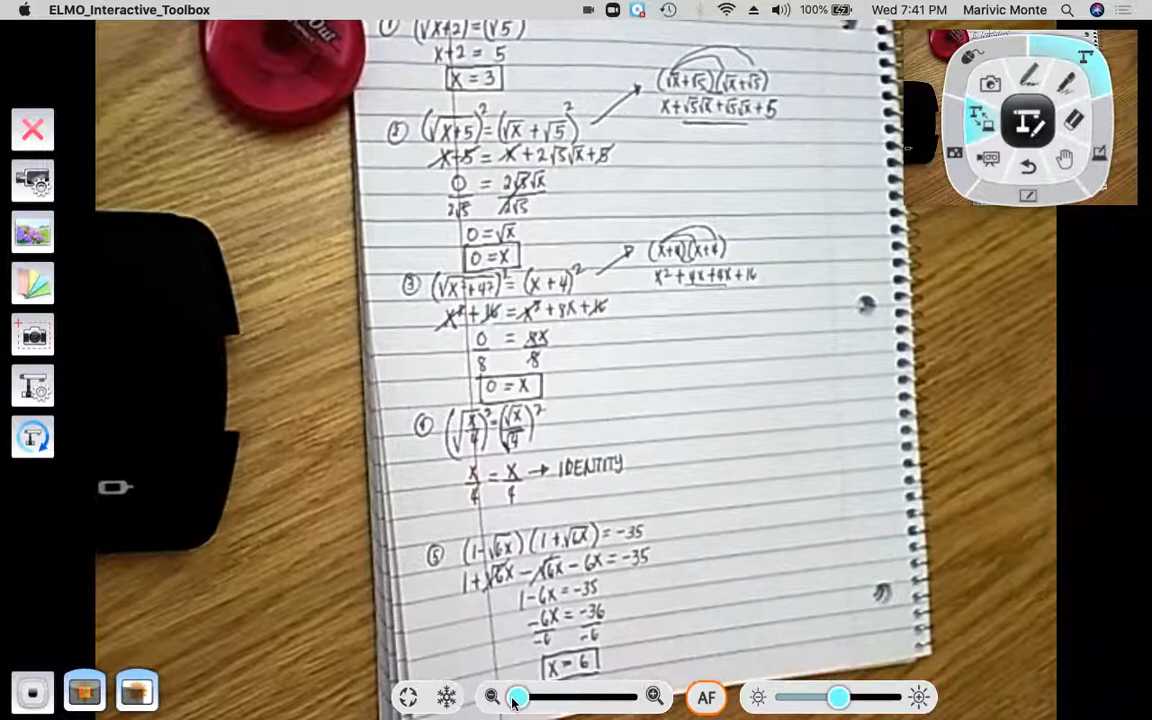 ELMO_Interactive_Toolbox
100%
Wed 7:41 PM
Marivic Monte
① (√x+2)=(√5)
x+2 = 5
x = 3
② (√x+5)²=(√x + √5)²
x+5 = x + 2√5√x+5
0 = 2√5√x
2√5 2√5
0 = √x
0 = x
(√x+√5)(√x+√5)
x+√5√x+√5√x+5
③ (√x²+4²)²= (x + 4)²
x²+16 = x²+8x+16
0 = 8x
8 8
0 = x
(x+4)(x+4)
x²+4x+4x+16
④ (√x/4)²=(√x/√4)²
x/4 = x/4 → IDENTITY
⑤ (1-√6x)(1+√6x)= -35
1+√6x - √6x - 6x = -35
1-6x = -35
-6x = -36
-6 -6
x = 6
AF